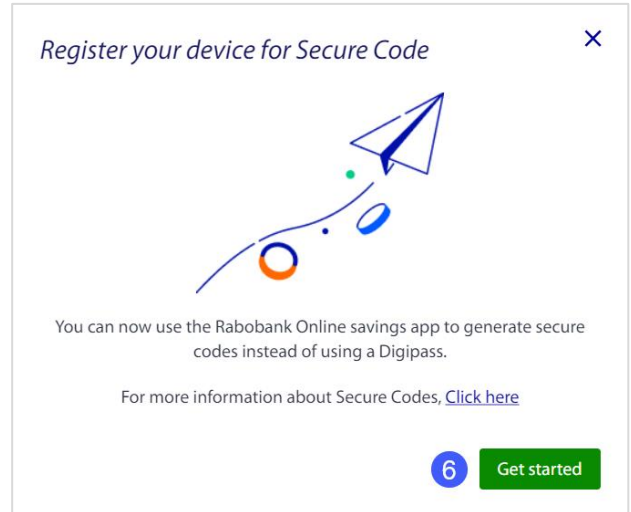 Register your device for Secure Code
You can now use the Rabobank Online savings app to generate secure
codes instead of using a Digipass.
For more information about Secure Codes, Click here
6 Get started